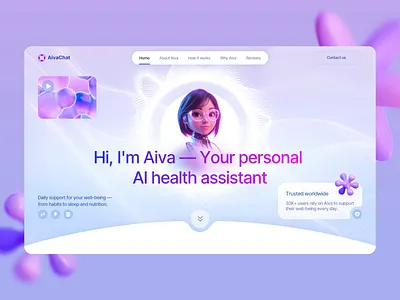 AivaChat
Home
About Aiva
How it works
Why Aiva
Reviews
Contact us
Hi, I'm Aiva — Your personal
AI health assistant
Daily support for your well-being —
from habits to sleep and nutrition.
Trusted worldwide
30K+ users rely on Aiva to support
their well-being every day.